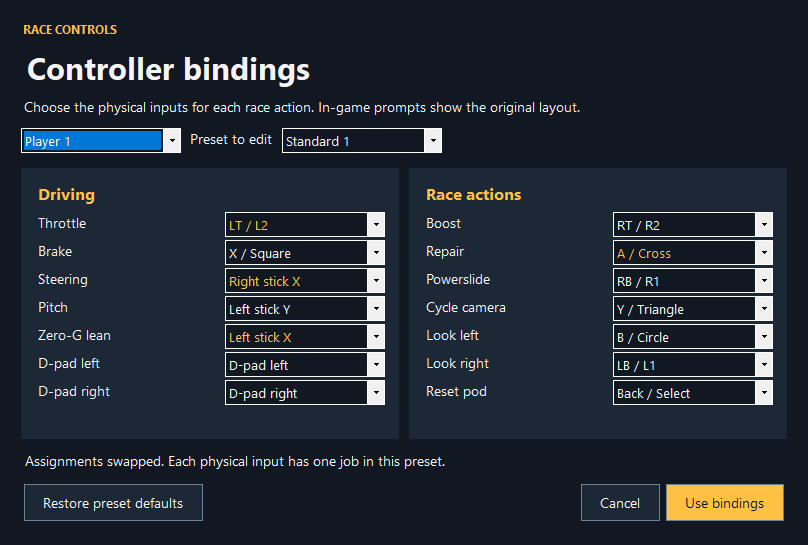 RACE CONTROLS
Controller bindings
Choose the physical inputs for each race action. In-game prompts show the original layout.
Player 1 Preset to edit Standard 1
Driving
Throttle LT / L2
Brake X / Square
Steering Right stick X
Pitch Left stick Y
Zero-G lean Left stick X
D-pad left D-pad left
D-pad right D-pad right
Race actions
Boost RT / R2
Repair A / Cross
Powerslide RB / R1
Cycle camera Y / Triangle
Look left B / Circle
Look right LB / L1
Reset pod Back / Select
Assignments swapped. Each physical input has one job in this preset.
Restore preset defaults Cancel Use bindings